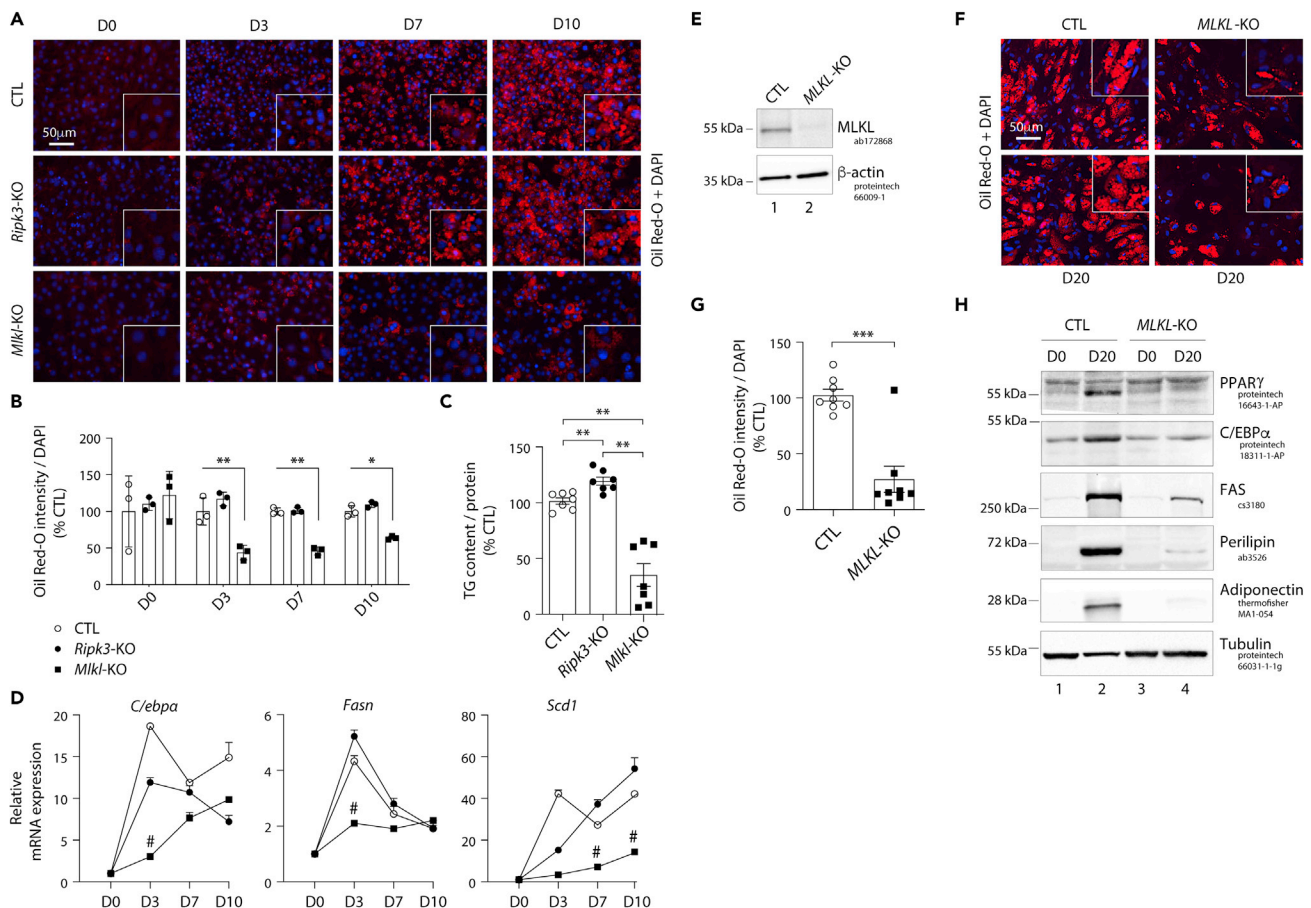 A
D0 D3 D7 D10
CTL
50μm
Ripk3-KO
Mlkl-KO
Oil Red-O + DAPI
B
Oil Red-O intensity / DAPI
(% CTL)
200
150
100
50
0
** ** *
D0 D3 D7 D10
CTL
Ripk3-KO
Mlkl-KO
C
TG content / protein
(% CTL)
150
100
50
0
**
** **
CTL Ripk3-KO Mlkl-KO
D
Relative
mRNA expression
C/ebpα
20
15
10
5
0
#
D0 D3 D7 D10
Fasn
6
4
2
0
#
D0 D3 D7 D10
Scd1
80
60
40
20
0
# #
D0 D3 D7 D10
E
CTL MLKL-KO
55 kDa
MLKL
ab172868
35 kDa
β-actin
proteintech
66009-1
1 2
F
CTL MLKL-KO
Oil Red-O + DAPI
50μm
D20 D20
G
Oil Red-O intensity / DAPI
(% CTL)
150
100
50
0
***
CTL MLKL-KO
H
CTL MLKL-KO
D0 D20 D0 D20
55 kDa
PPARγ
proteintech
16643-1-AP
55 kDa
C/EBPα
proteintech
18311-1-AP
250 kDa
FAS
cs3180
72 kDa
Perilipin
ab3526
28 kDa
Adiponectin
thermofisher
MA1-054
55 kDa
Tubulin
proteintech
66031-1-1g
1 2 3 4